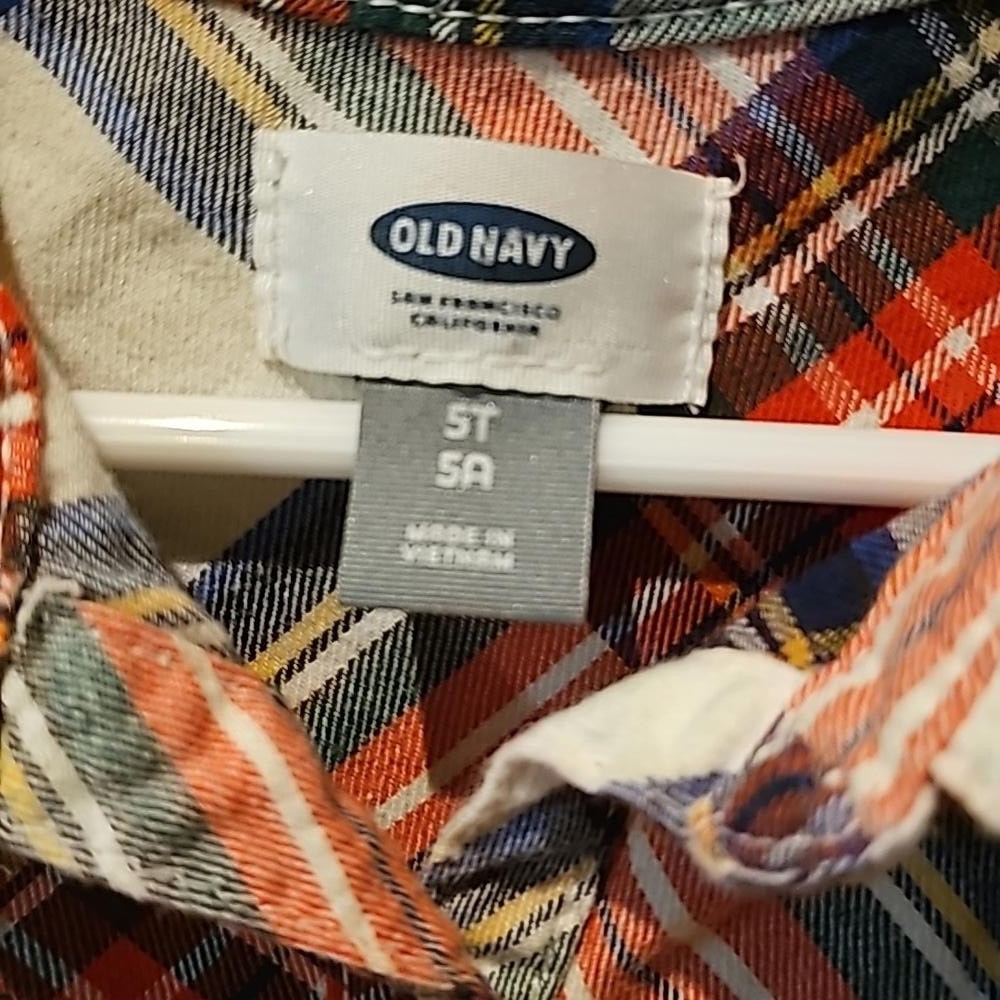 OLD NAVY
SAN FRANCISCO
CALIFORNIA
5T
5A
MADE IN
VIETNAM